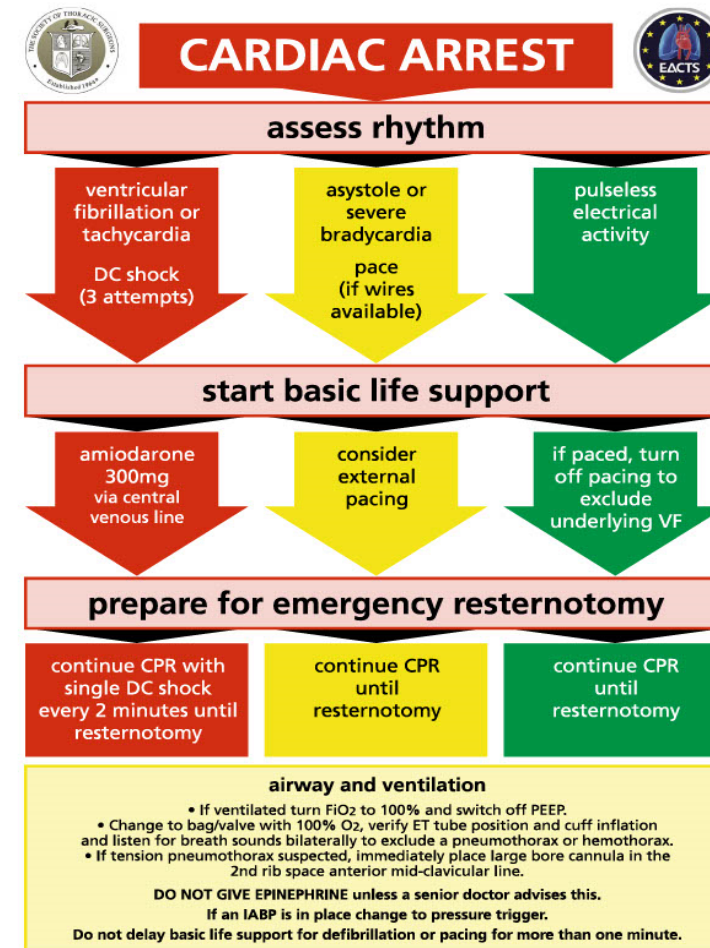 THE SOCIETY OF THORACIC SURGEONS
Established 1964
CARDIAC ARREST
EACTS
assess rhythm
ventricular
fibrillation or
tachycardia
DC shock
(3 attempts)
asystole or
severe
bradycardia
pace
(if wires
available)
pulseless
electrical
activity
start basic life support
amiodarone
300mg
via central
venous line
consider
external
pacing
if paced, turn
off pacing to
exclude
underlying VF
prepare for emergency resternotomy
continue CPR with
single DC shock
every 2 minutes until
resternotomy
continue CPR
until
resternotomy
continue CPR
until
resternotomy
airway and ventilation
• If ventilated turn FiO2 to 100% and switch off PEEP.
• Change to bag/valve with 100% O2, verify ET tube position and cuff inflation
and listen for breath sounds bilaterally to exclude a pneumothorax or hemothorax.
• If tension pneumothorax suspected, immediately place large bore cannula in the
2nd rib space anterior mid-clavicular line.
DO NOT GIVE EPINEPHRINE unless a senior doctor advises this.
If an IABP is in place change to pressure trigger.
Do not delay basic life support for defibrillation or pacing for more than one minute.